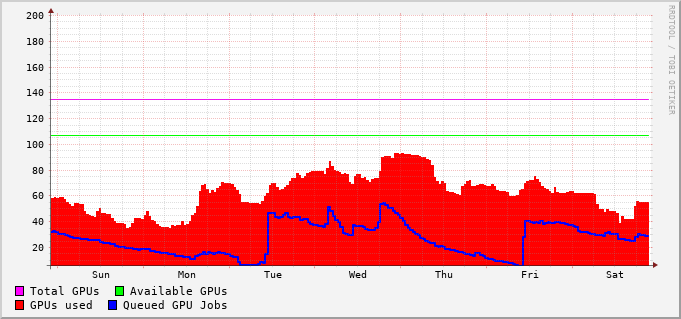 200
180
160
140
120
100
80
60
40
20
Sun Mon Tue Wed Thu Fri Sat
Total GPUs Available GPUs
GPUs used Queued GPU Jobs
RRDTOOL / TOBI OETIKER